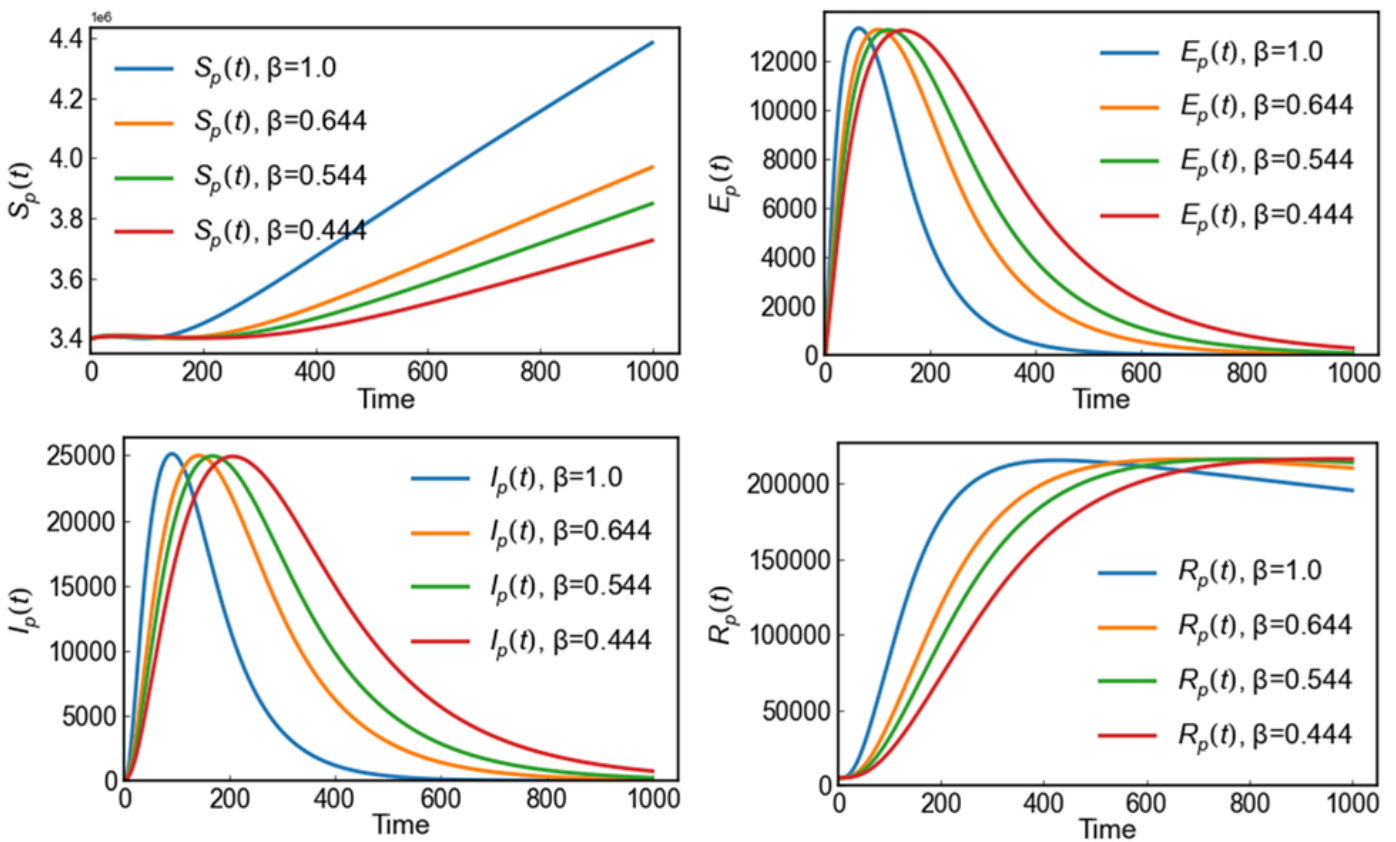 1e6
4.4
4.2
4.0
3.8
3.6
3.4
S_p(t)
S_p(t), β=1.0
S_p(t), β=0.644
S_p(t), β=0.544
S_p(t), β=0.444
0 200 400 600 800 1000
Time
12000
10000
8000
6000
4000
2000
0
E_p(t)
E_p(t), β=1.0
E_p(t), β=0.644
E_p(t), β=0.544
E_p(t), β=0.444
0 200 400 600 800 1000
Time
25000
20000
15000
10000
5000
0
I_p(t)
I_p(t), β=1.0
I_p(t), β=0.644
I_p(t), β=0.544
I_p(t), β=0.444
0 200 400 600 800 1000
Time
200000
150000
100000
50000
0
R_p(t)
R_p(t), β=1.0
R_p(t), β=0.644
R_p(t), β=0.544
R_p(t), β=0.444
0 200 400 600 800 1000
Time